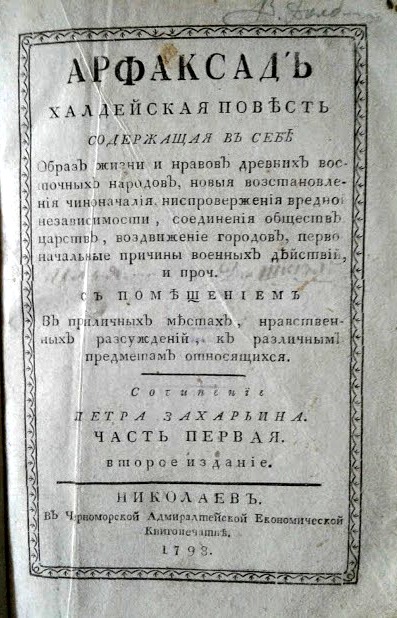 АРФАКСАДЪ
ХАЛДЕЙСКАЯ ПОВѢСТЬ
СОДЕРЖАЩАЯ ВЪ СЕБѢ
Образъ жизни и нравовъ древнихъ вос-
точныхъ народовъ, новыя возстановле-
нія чиноначалія, ниспроверженія вредной
независимости, соединенія обществъ
царствъ, воздвиженіе городовъ, перво
начальные причины военныхъ дѣйствій,
и проч.
СЪ ПОМѢЩЕНІЕМЪ
Въ приличныхъ мѣстахъ, нравствен-
ныхъ разсужденій, къ различнымъ
предметамъ относящихся.
Сочиненіе
ПЕТРА ЗАХАРЬИНА.
ЧАСТЬ ПЕРВАЯ.
второе изданіе.
НИКОЛАЕВЪ.
Въ Черноморской Адмиралтейской Економической
Книгопечатнѣ.
1798.